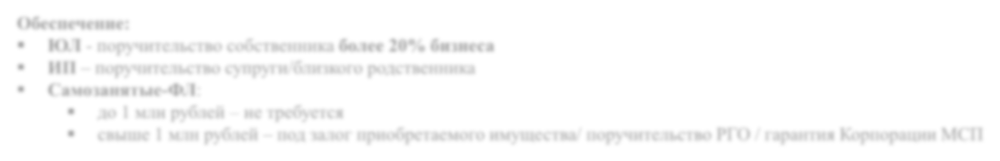 Обеспечение:
▪ ЮЛ - поручительство собственника более 20% бизнеса
▪ ИП – поручительство супруги/близкого родственника
▪ Самозанятые-ФЛ:
▪ до 1 млн рублей – не требуется
▪ свыше 1 млн рублей – под залог приобретаемого имущества/ поручительство РГО / гарантия Корпорации МСП